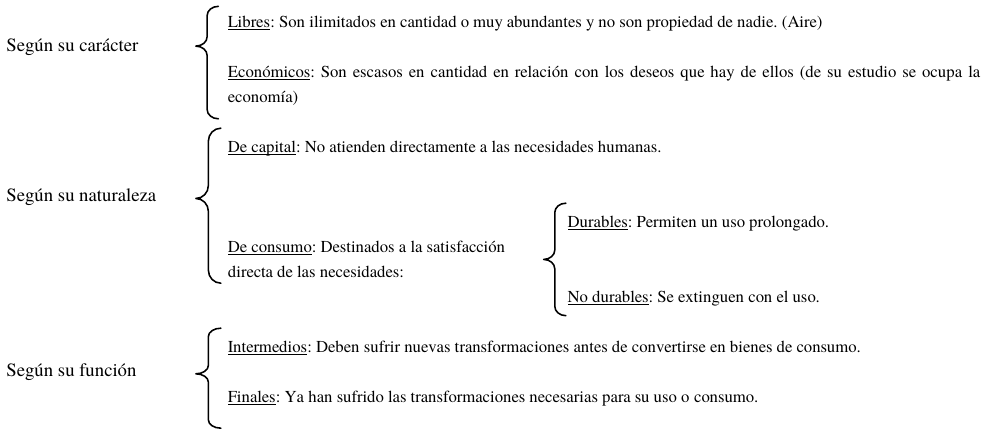 Según su carácter
Libres: Son ilimitados en cantidad o muy abundantes y no son propiedad de nadie. (Aire)
Económicos: Son escasos en cantidad en relación con los deseos que hay de ellos (de su estudio se ocupa la
economía)
Según su naturaleza
De capital: No atienden directamente a las necesidades humanas.
De consumo: Destinados a la satisfacción
directa de las necesidades:
Durables: Permiten un uso prolongado.
No durables: Se extinguen con el uso.
Según su función
Intermedios: Deben sufrir nuevas transformaciones antes de convertirse en bienes de consumo.
Finales: Ya han sufrido las transformaciones necesarias para su uso o consumo.